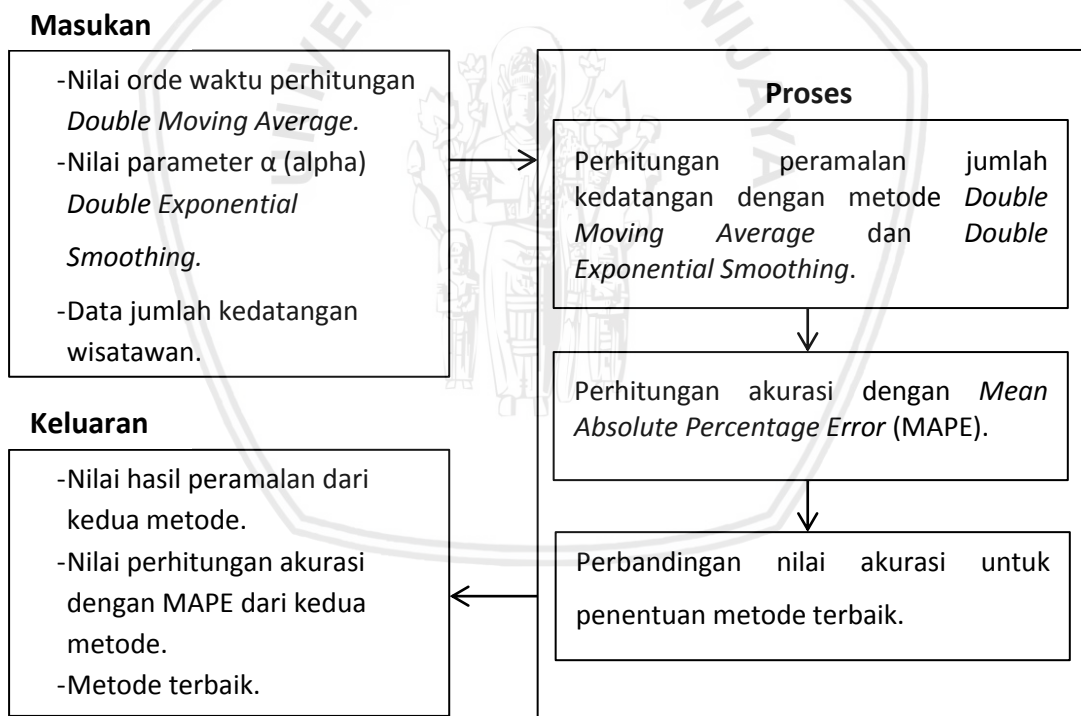 Masukan
-Nilai orde waktu perhitungan
Double Moving Average.
-Nilai parameter α (alpha)
Double Exponential
Smoothing.
-Data jumlah kedatangan
wisatawan.
Proses
Perhitungan peramalan jumlah
kedatangan dengan metode Double
Moving Average dan Double
Exponential Smoothing.
Perhitungan akurasi dengan Mean
Absolute Percentage Error (MAPE).
Perbandingan nilai akurasi untuk
penentuan metode terbaik.
Keluaran
-Nilai hasil peramalan dari
kedua metode.
-Nilai perhitungan akurasi
dengan MAPE dari kedua
metode.
-Metode terbaik.